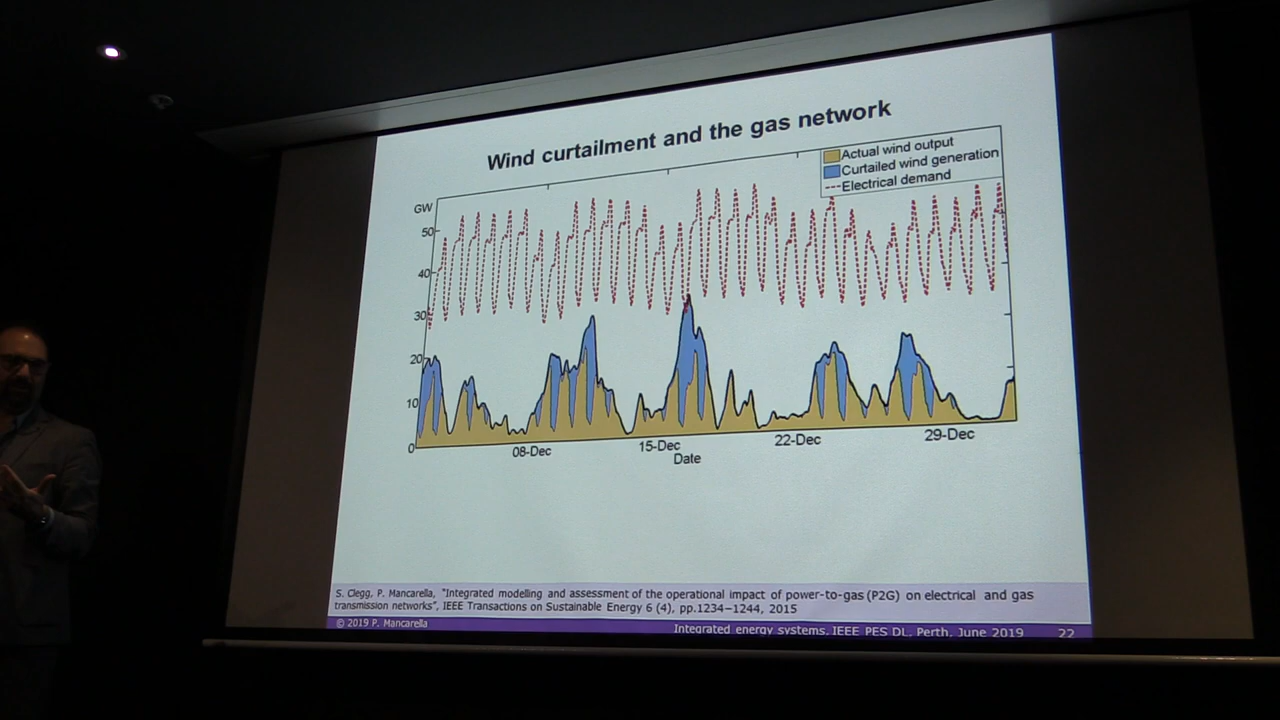 Wind curtailment and the gas network
Actual wind output
Curtailed wind generation
Electrical demand
GW
50
40
30
20
10
0
08-Dec
15-Dec
22-Dec
29-Dec
Date
S. Clegg, P. Mancarella, "Integrated modelling and assessment of the operational impact of power-to-gas (P2G) on electrical and gas
transmission networks", IEEE Transactions on Sustainable Energy 6 (4), pp.1234–1244, 2015
© 2019 P. Mancarella
Integrated energy systems, IEEE PES DL, Perth, June 2019 22